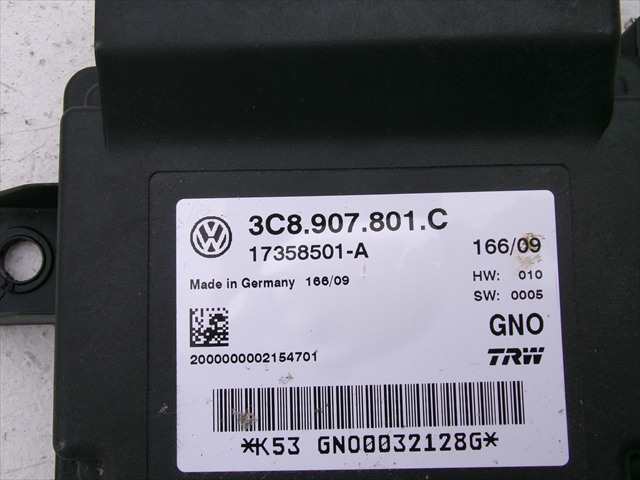 3C8.907.801.C
17358501-A 166/09
Made in Germany 166/09 HW: 010
SW: 0005
GNO
2000000002154701 TRW
*K53 GNO0032128G*